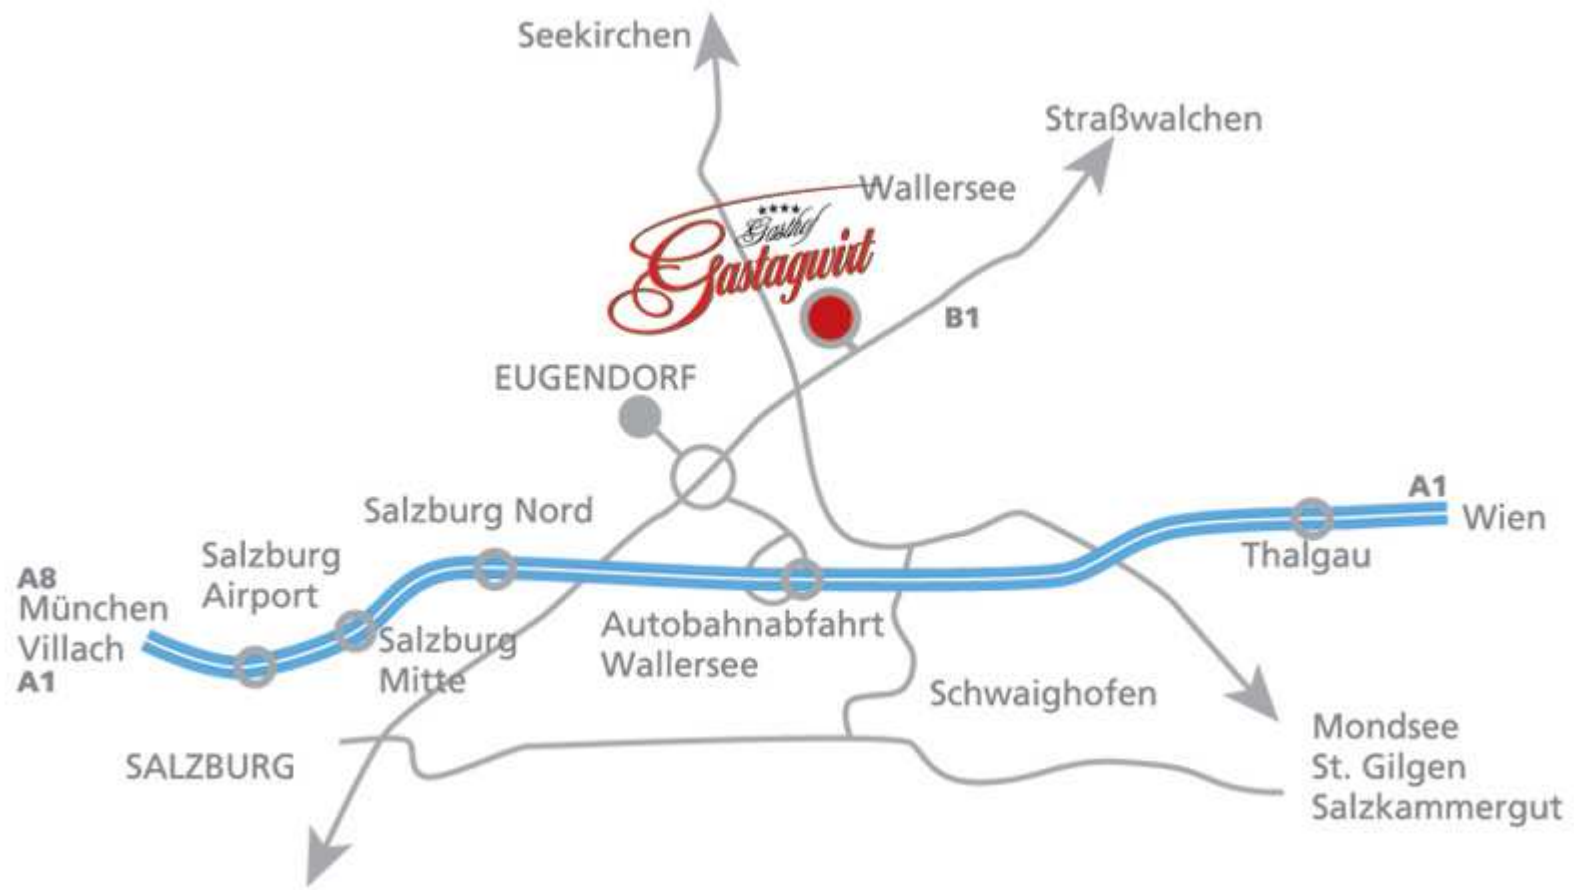 Seekirchen
Straßwalchen
Wallersee
****
Gasthof
Gastagwirt
B1
EUGENDORF
A1
Salzburg Nord
Wien
Salzburg
Airport
Thalgau
A8
München
Villach
A1
Salzburg
Mitte
Autobahnabfahrt
Wallersee
Schwaighofen
Mondsee
St. Gilgen
Salzkammergut
SALZBURG